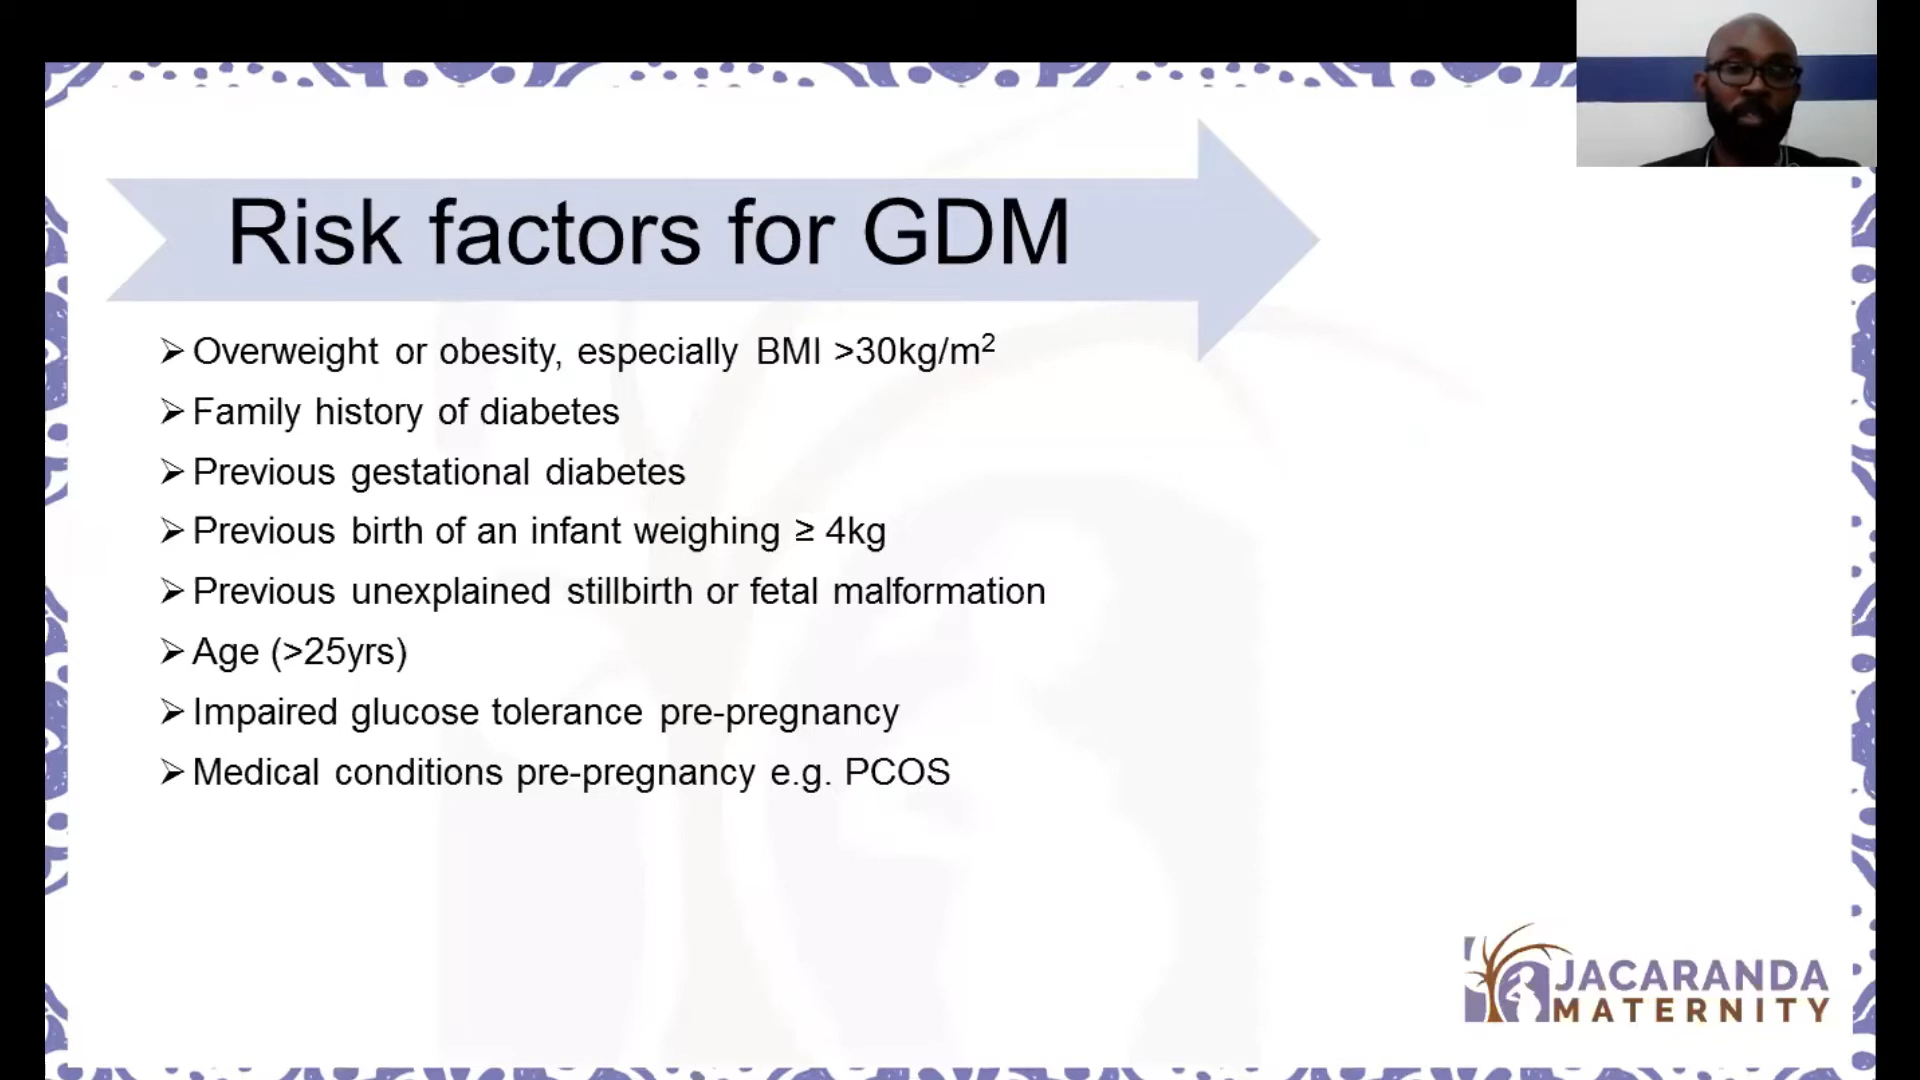 Risk factors for GDM
➢Overweight or obesity, especially BMI >30kg/m²
➢Family history of diabetes
➢Previous gestational diabetes
➢Previous birth of an infant weighing ≥ 4kg
➢Previous unexplained stillbirth or fetal malformation
➢Age (>25yrs)
➢Impaired glucose tolerance pre-pregnancy
➢Medical conditions pre-pregnancy e.g. PCOS
JACARANDA
MATERNITY